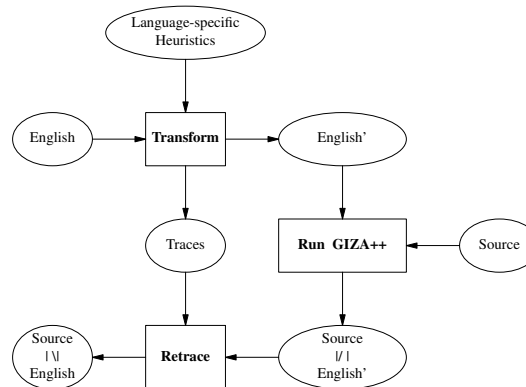 Language-specific
Heuristics
English
Transform
English’
Traces
Run GIZA++
Source
Source
| \|
English
Retrace
Source
|/ |
English’